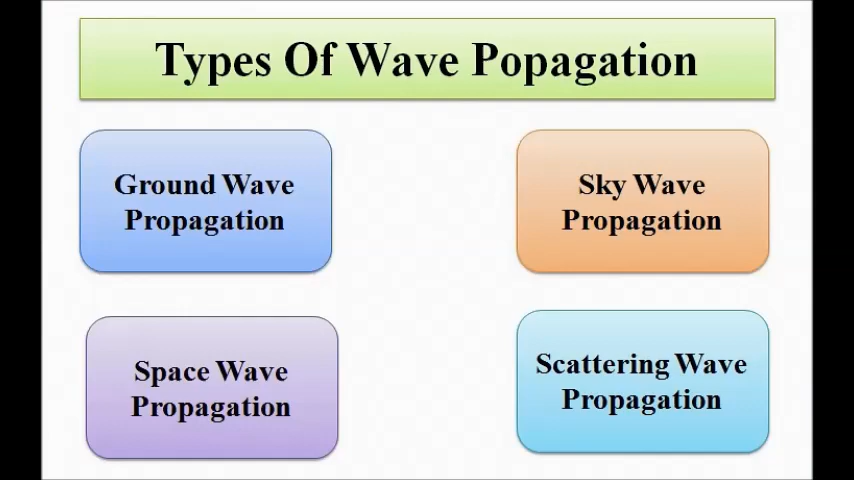 Types Of Wave Popagation
Ground Wave
Propagation
Sky Wave
Propagation
Space Wave
Propagation
Scattering Wave
Propagation